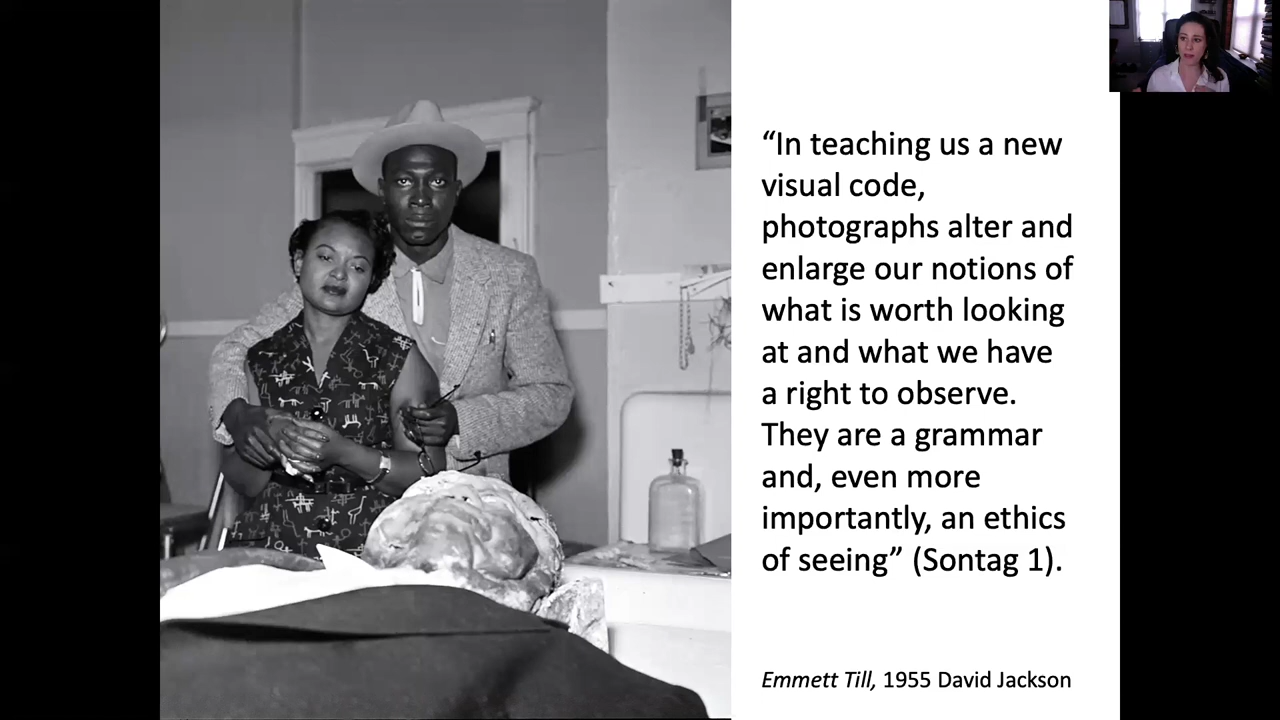 “In teaching us a new
visual code,
photographs alter and
enlarge our notions of
what is worth looking
at and what we have
a right to observe.
They are a grammar
and, even more
importantly, an ethics
of seeing” (Sontag 1).
Emmett Till, 1955 David Jackson